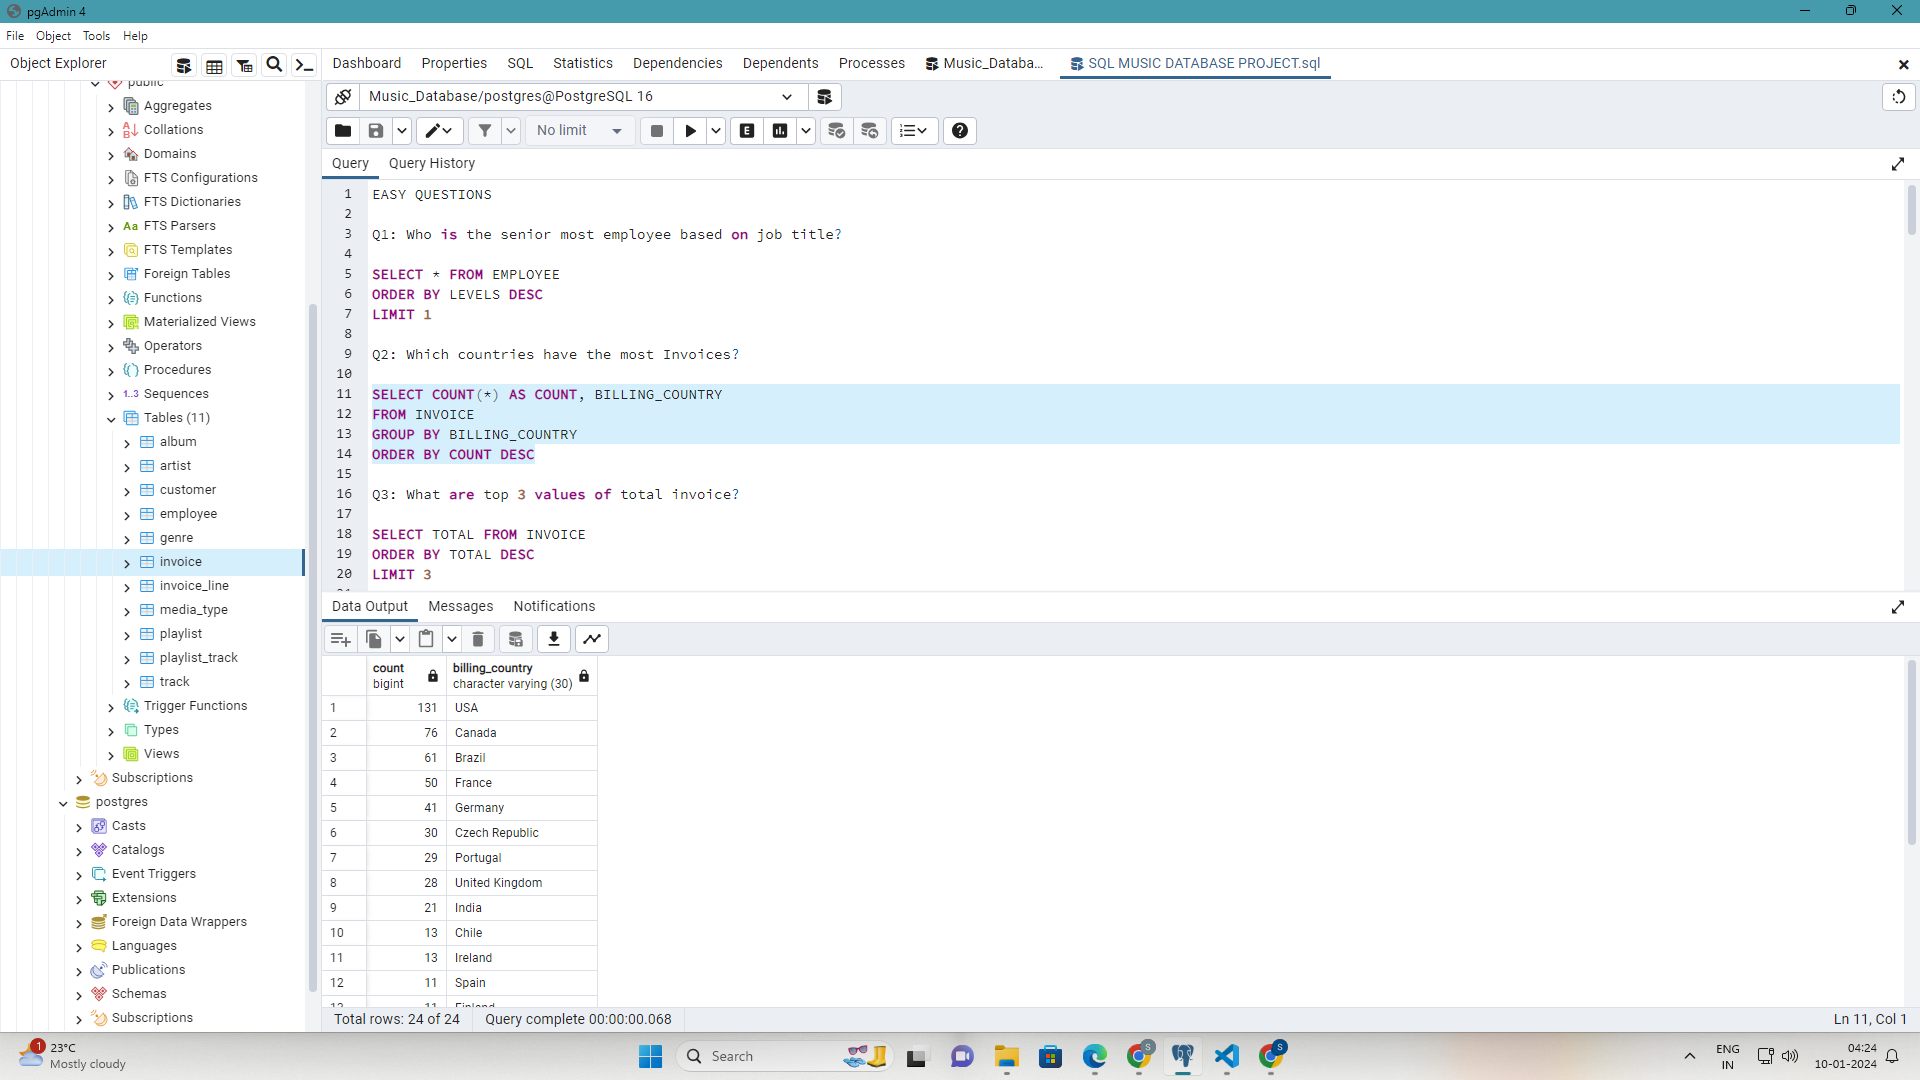 pgAdmin 4
File Object Tools Help
Object Explorer
Dashboard Properties SQL Statistics Dependencies Dependents Processes Music_Databa... SQL MUSIC DATABASE PROJECT.sql
public
Aggregates
Collations
Domains
FTS Configurations
FTS Dictionaries
Aa FTS Parsers
FTS Templates
Foreign Tables
Functions
Materialized Views
Operators
Procedures
1..3 Sequences
Tables (11)
album
artist
customer
employee
genre
invoice
invoice_line
media_type
playlist
playlist_track
track
Trigger Functions
Types
Views
Subscriptions
postgres
Casts
Catalogs
Event Triggers
Extensions
Foreign Data Wrappers
Languages
Publications
Schemas
Subscriptions
Music_Database/postgres@PostgreSQL 16
No limit
E
Query Query History
1 EASY QUESTIONS
2
3 Q1: Who is the senior most employee based on job title?
4
5 SELECT * FROM EMPLOYEE
6 ORDER BY LEVELS DESC
7 LIMIT 1
8
9 Q2: Which countries have the most Invoices?
10
11 SELECT COUNT(*) AS COUNT, BILLING_COUNTRY
12 FROM INVOICE
13 GROUP BY BILLING_COUNTRY
14 ORDER BY COUNT DESC
15
16 Q3: What are top 3 values of total invoice?
17
18 SELECT TOTAL FROM INVOICE
19 ORDER BY TOTAL DESC
20 LIMIT 3
Data Output Messages Notifications
count billing_country
bigint character varying (30)
1 131 USA
2 76 Canada
3 61 Brazil
4 50 France
5 41 Germany
6 30 Czech Republic
7 29 Portugal
8 28 United Kingdom
9 21 India
10 13 Chile
11 13 Ireland
12 11 Spain
13 11 Finland
Total rows: 24 of 24 Query complete 00:00:00.068 Ln 11, Col 1
1
23°C
Mostly cloudy
Search
S
S
ENG
IN
04:24
10-01-2024